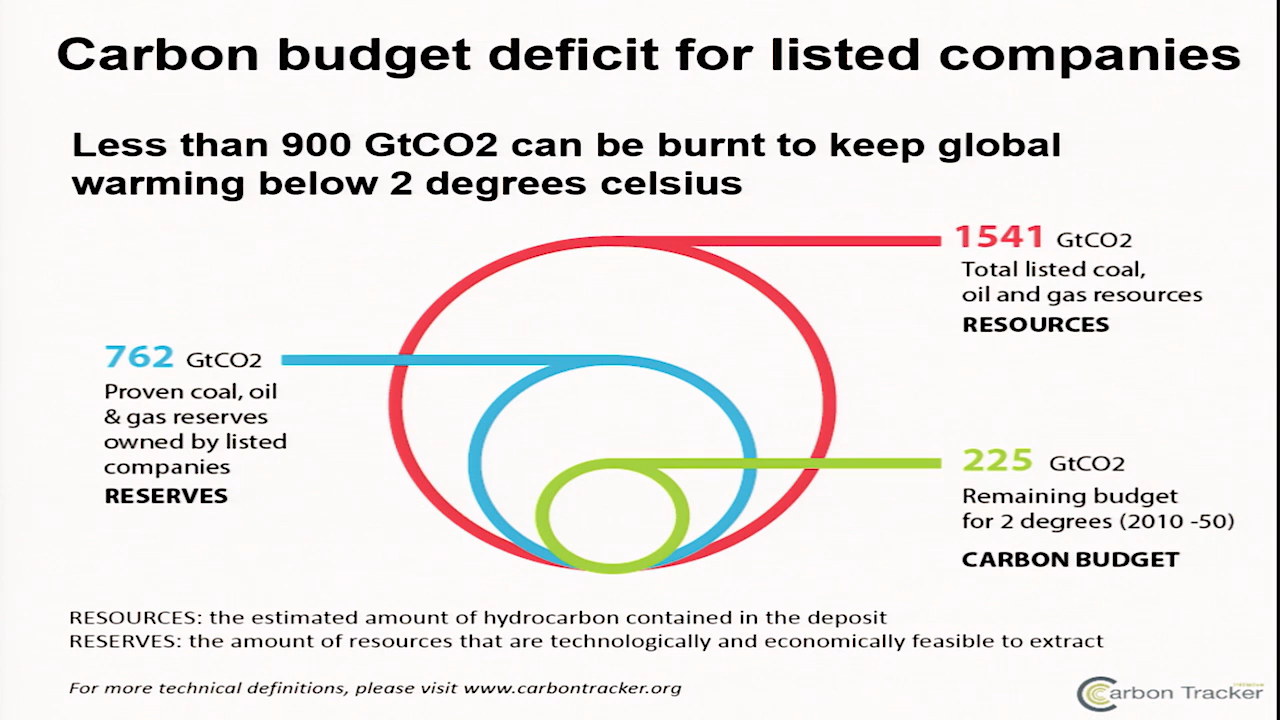 Carbon budget deficit for listed companies
Less than 900 GtCO2 can be burnt to keep global
warming below 2 degrees celsius
1541 GtCO2
Total listed coal,
oil and gas resources
RESOURCES
762 GtCO2
Proven coal, oil
& gas reserves
owned by listed
companies
RESERVES
225 GtCO2
Remaining budget
for 2 degrees (2010 -50)
CARBON BUDGET
RESOURCES: the estimated amount of hydrocarbon contained in the deposit
RESERVES: the amount of resources that are technologically and economically feasible to extract
For more technical definitions, please visit www.carbontracker.org
Carbon Tracker